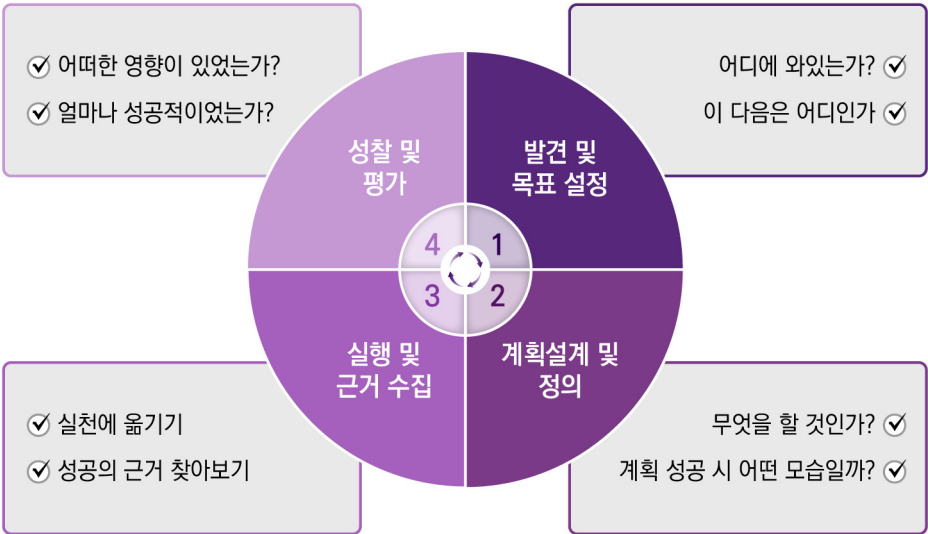 어떠한 영향이 있었는가?
얼마나 성공적이었는가?
어디에 와있는가?
이 다음은 어디인가
성찰 및
평가
발견 및
목표 설정
4
1
3
2
실행 및
근거 수집
계획설계 및
정의
실천에 옮기기
성공의 근거 찾아보기
무엇을 할 것인가?
계획 성공 시 어떤 모습일까?